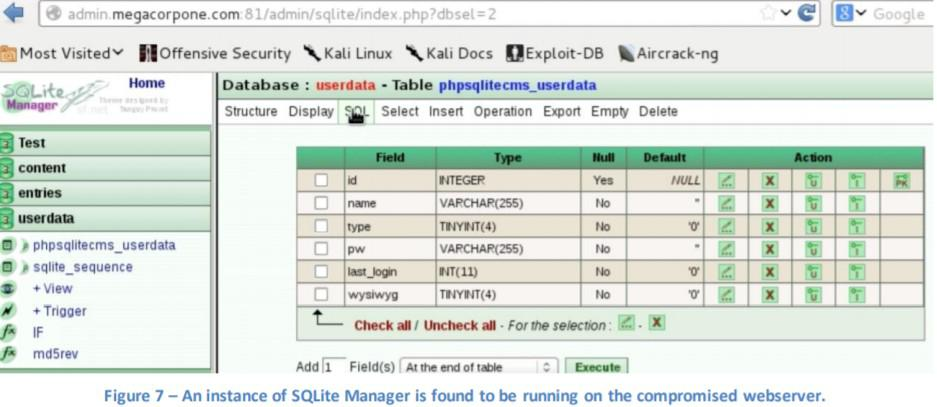 admin.megacorpone.com:81/admin/sqlite/index.php?dbsel=2
Google
Most Visited Offensive Security Kali Linux Kali Docs Exploit-DB Aircrack-ng
SQLite Manager
Home
Database : userdata - Table phpsqlitecms_userdata
Structure Display SQL Select Insert Operation Export Empty Delete
Test
content
entries
userdata
phpsqlitecms_userdata
sqlite_sequence
+ View
+ Trigger
IF
md5rev
Field Type Null Default Action
id INTEGER Yes NULL PK
name VARCHAR(255) No ''
type TINYINT(4) No '0'
pw VARCHAR(255) No ''
last_login INT(11) No '0'
wysiwyg TINYINT(4) No '0'
Check all / Uncheck all - For the selection : -
Add 1 Field(s) At the end of table Execute
Figure 7 – An instance of SQLite Manager is found to be running on the compromised webserver.